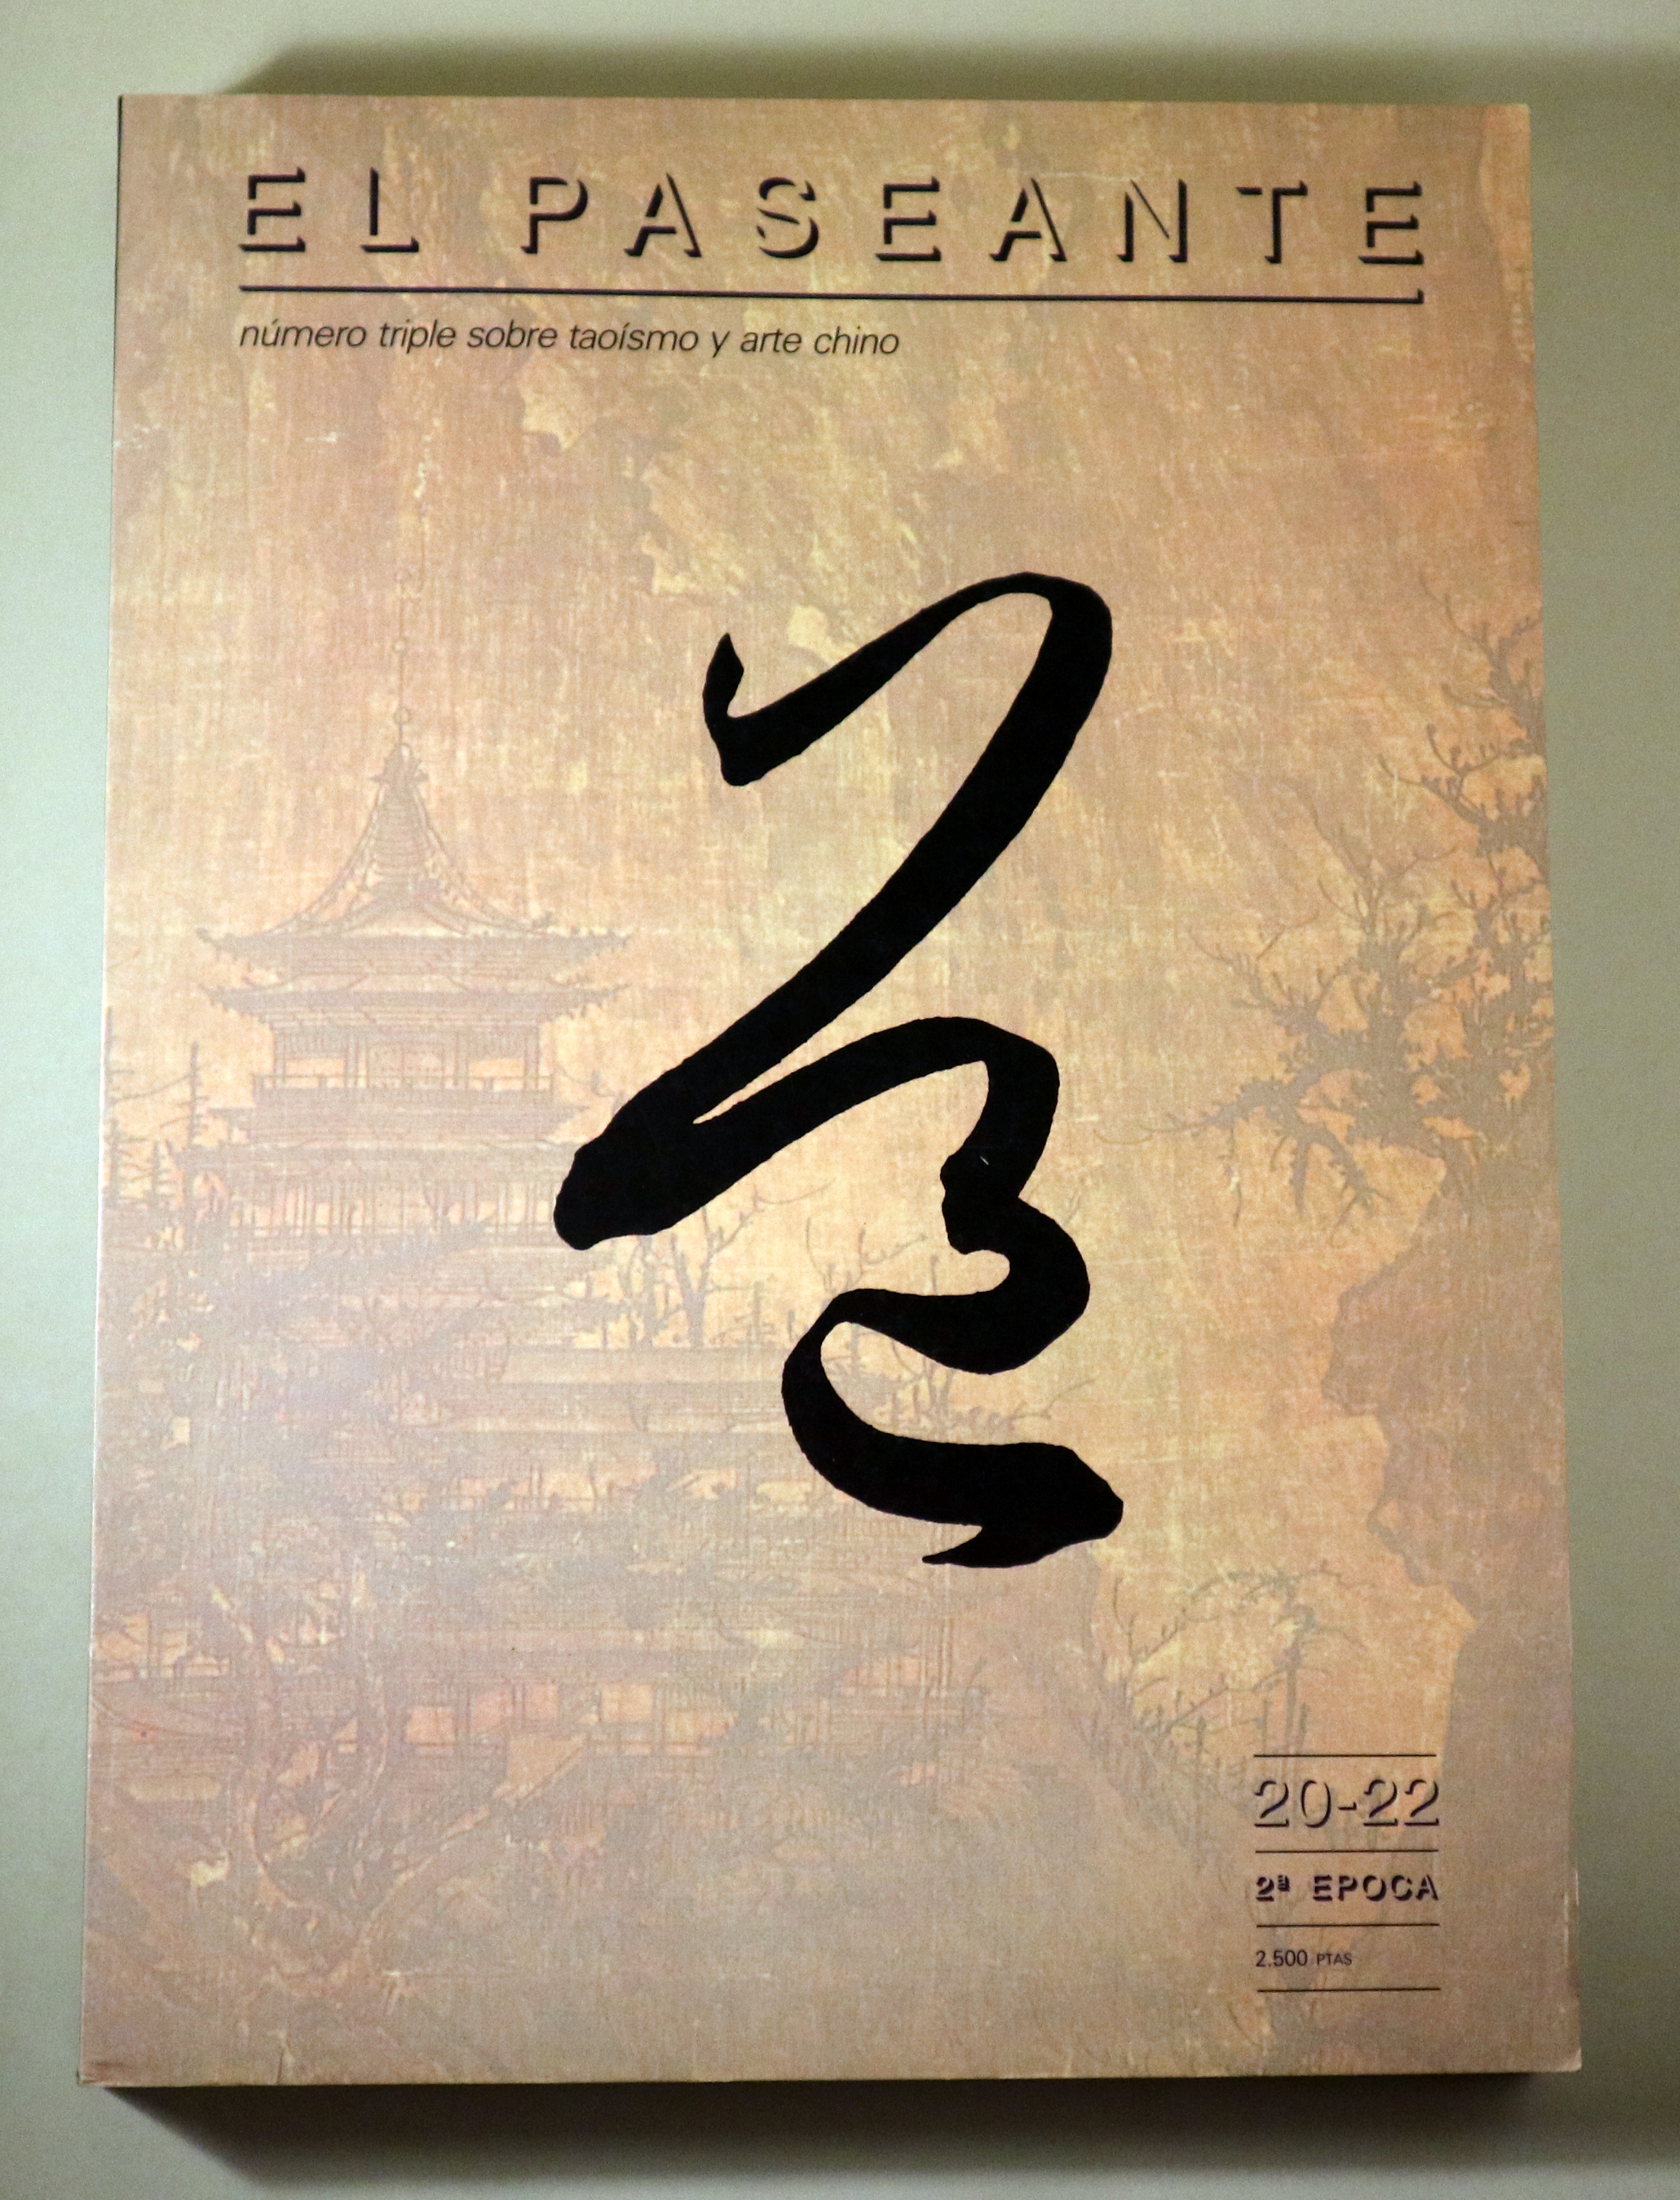 EL PASEANTE
número triple sobre taoísmo y arte chino
20-22
2ª EPOCA
2.500 PTAS